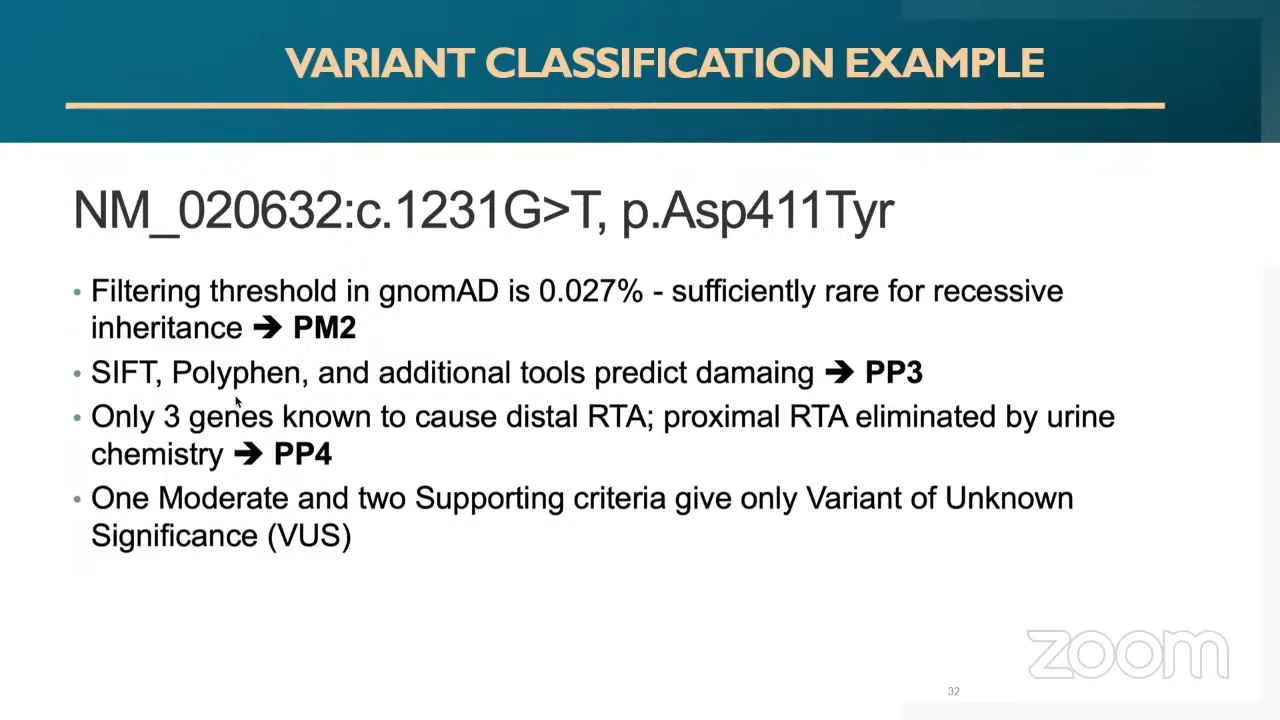 VARIANT CLASSIFICATION EXAMPLE
NM_020632:c.1231G>T, p.Asp411Tyr
• Filtering threshold in gnomAD is 0.027% - sufficiently rare for recessive
inheritance ➔ PM2
• SIFT, Polyphen, and additional tools predict damaing ➔ PP3
• Only 3 genes known to cause distal RTA; proximal RTA eliminated by urine
chemistry ➔ PP4
• One Moderate and two Supporting criteria give only Variant of Unknown
Significance (VUS)
zoom
32